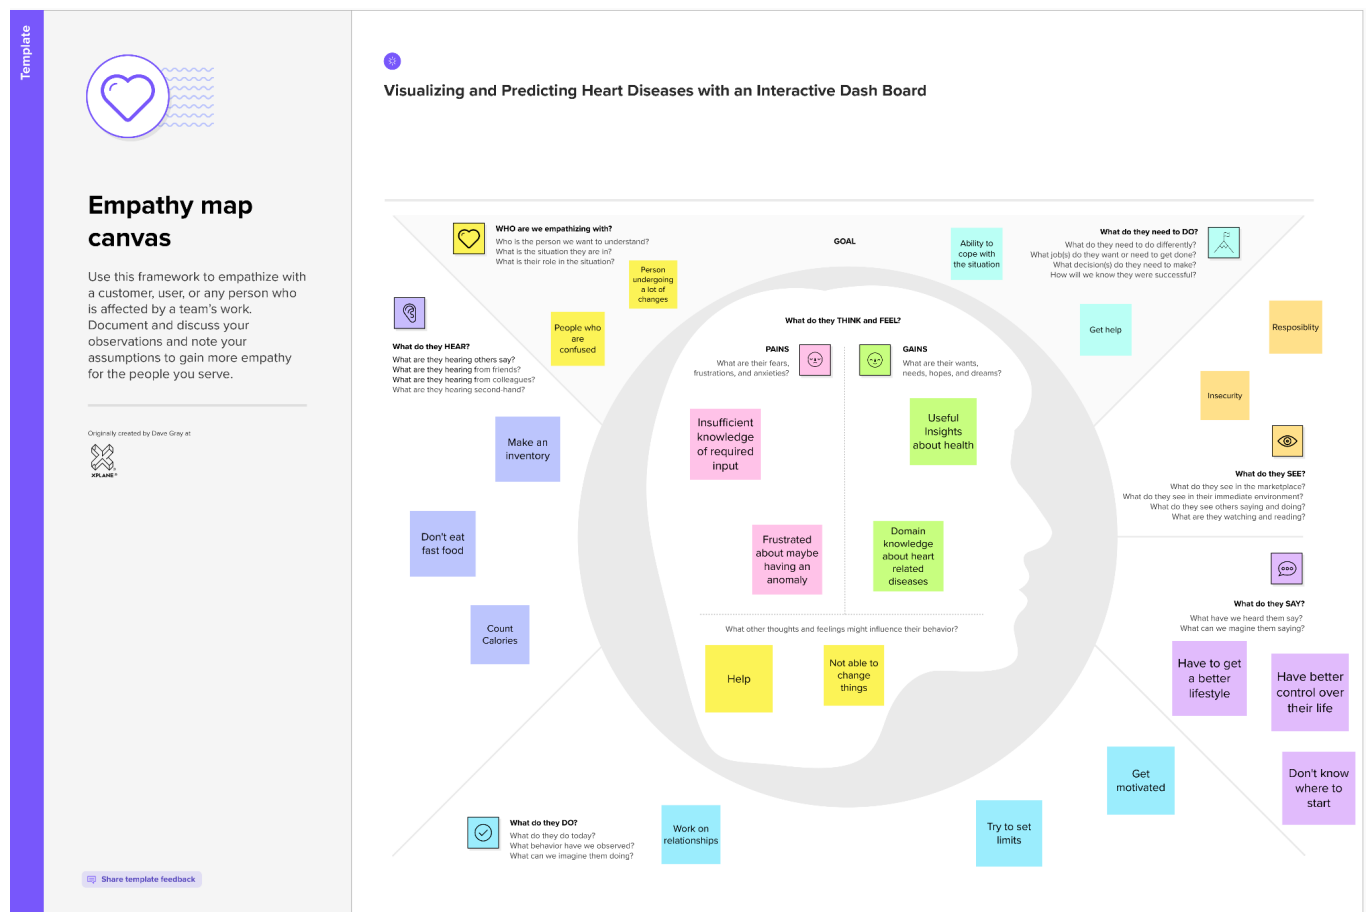 Template
Empathy map
canvas
Use this framework to empathize with
a customer, user, or any person who
is affected by a team's work.
Document and discuss your
observations and note your
assumptions to gain more empathy
for the people you serve.
Originally created by Dave Gray at
XPLANE
Share template feedback
Visualizing and Predicting Heart Diseases with an Interactive Dash Board
WHO are we empathizing with?
Who is the person we want to understand?
What is the situation they are in?
What is their role in the situation?
Person
undergoing
a lot of
changes
People who
are
confused
GOAL
Ability to
cope with
the situation
What do they need to DO?
What do they need to do differently?
What job(s) do they want or need to get done?
What decision(s) do they need to make?
How will we know they were successful?
Get help
What do they HEAR?
What are they hearing others say?
What are they hearing from friends?
What are they hearing from colleagues?
What are they hearing second-hand?
Make an
inventory
Don't eat
fast food
Count
Calories
What do they THINK and FEEL?
PAINS
What are their fears,
frustrations, and anxieties?
GAINS
What are their wants,
needs, hopes, and dreams?
Insufficient
knowledge
of required
input
Useful
Insights
about health
Frustrated
about maybe
having an
anomaly
Domain
knowledge
about heart
related
diseases
What other thoughts and feelings might influence their behavior?
Help
Not able to
change
things
Resposiblity
Insecurity
What do they SEE?
What do they see in the marketplace?
What do they see in their immediate environment?
What do they see others saying and doing?
What are they watching and reading?
What do they SAY?
What have we heard them say?
What can we magine them saying?
Have to get
a better
lifestyle
Have better
control over
their life
Don't know
where to
start
What do they DO?
What do they do today?
What behavior have we observed?
What can we imagine them doing?
Work on
relationships
Try to set
limits
Get
motivated